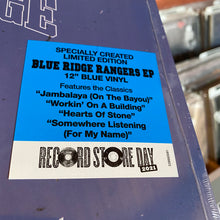 SPECIALLY CREATED
LIMITED EDITION
BLUE RIDGE RANGERS EP
12" BLUE VINYL
Features the Classics
"Jambalaya (On The Bayou)"
"Workin' On A Building"
"Hearts Of Stone"
"Somewhere Listening
(For My Name)"
RECORD STORE DAY
2021